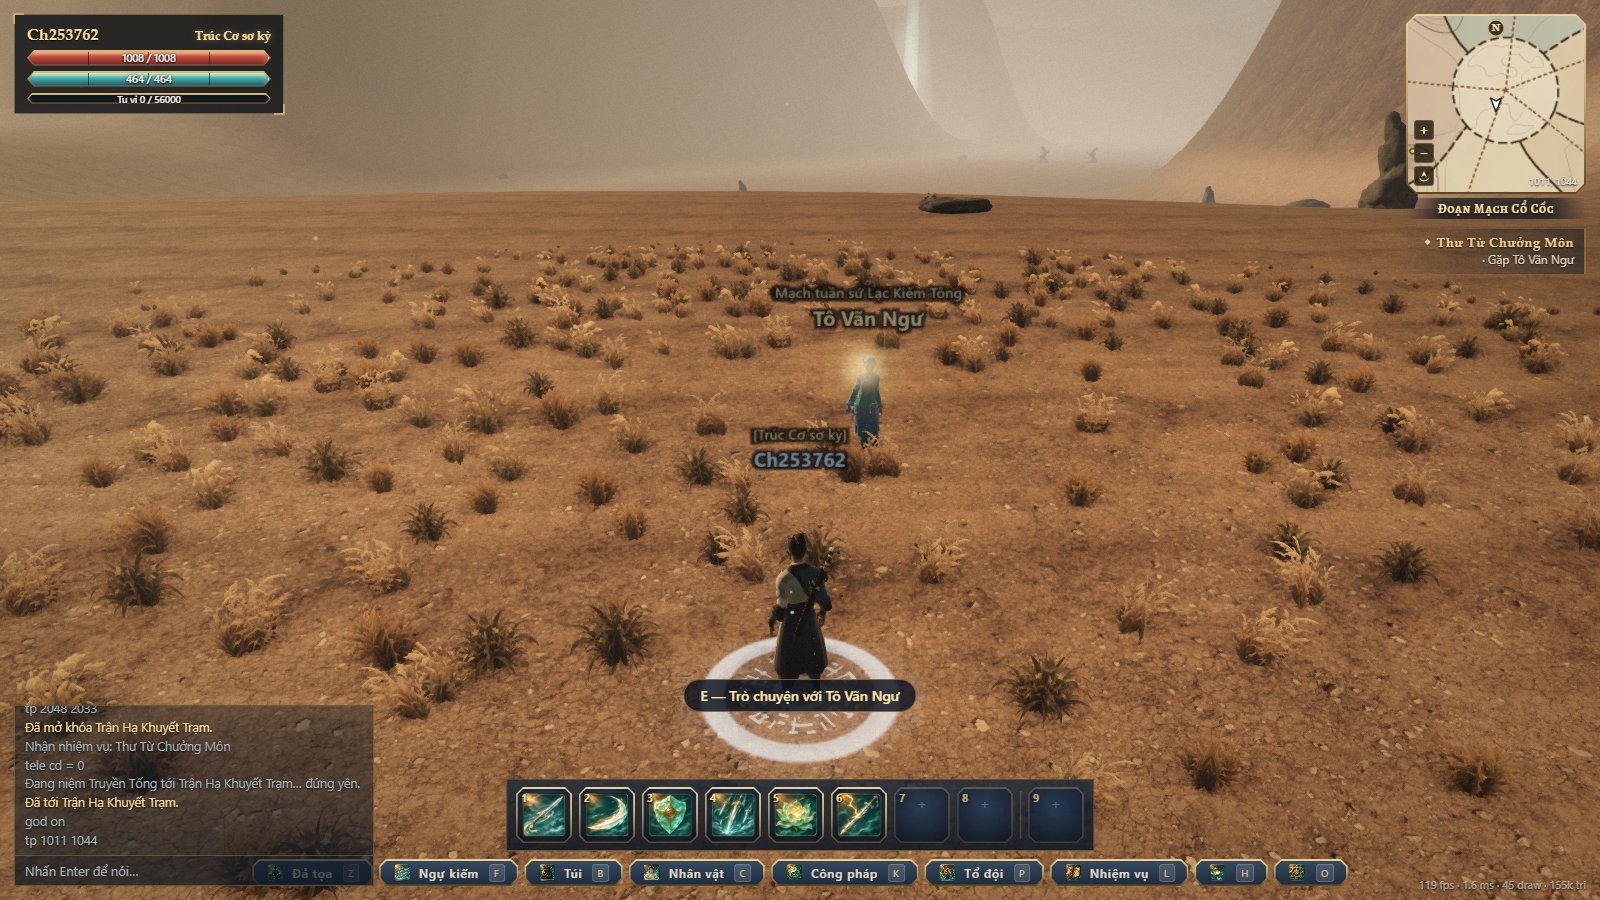 Ch253762
Trúc Cơ sơ kỳ
1008 / 1008
464 / 464
Tu vi 0 / 56000
N
+
−
1011, 1044
Đoạn Mạch Cổ Cốc
Thư Từ Chưởng Môn
· Gặp Tô Vãn Ngư
Mạch tuần sứ Lạc Kiếm Tông
Tô Vãn Ngư
[Trúc Cơ sơ kỳ]
Ch253762
E — Trò chuyện với Tô Vãn Ngư
tp 2048 2033
Đã mở khóa Trận Hạ Khuyết Trạm.
Nhận nhiệm vụ: Thư Từ Chưởng Môn
tele cd = 0
Đang niệm Truyền Tống tới Trận Hạ Khuyết Trạm... đứng yên.
Đã tới Trận Hạ Khuyết Trạm.
god on
tp 1011 1044
Nhấn Enter để nói...
1 2 3 4 5 6 7 + 8 + 9 +
Đả tọa Z
Ngự kiếm F
Túi B
Nhân vật C
Công pháp K
Tổ đội P
Nhiệm vụ L
H
O
119 fps · 1.6 ms · 45 draw · 155k tri